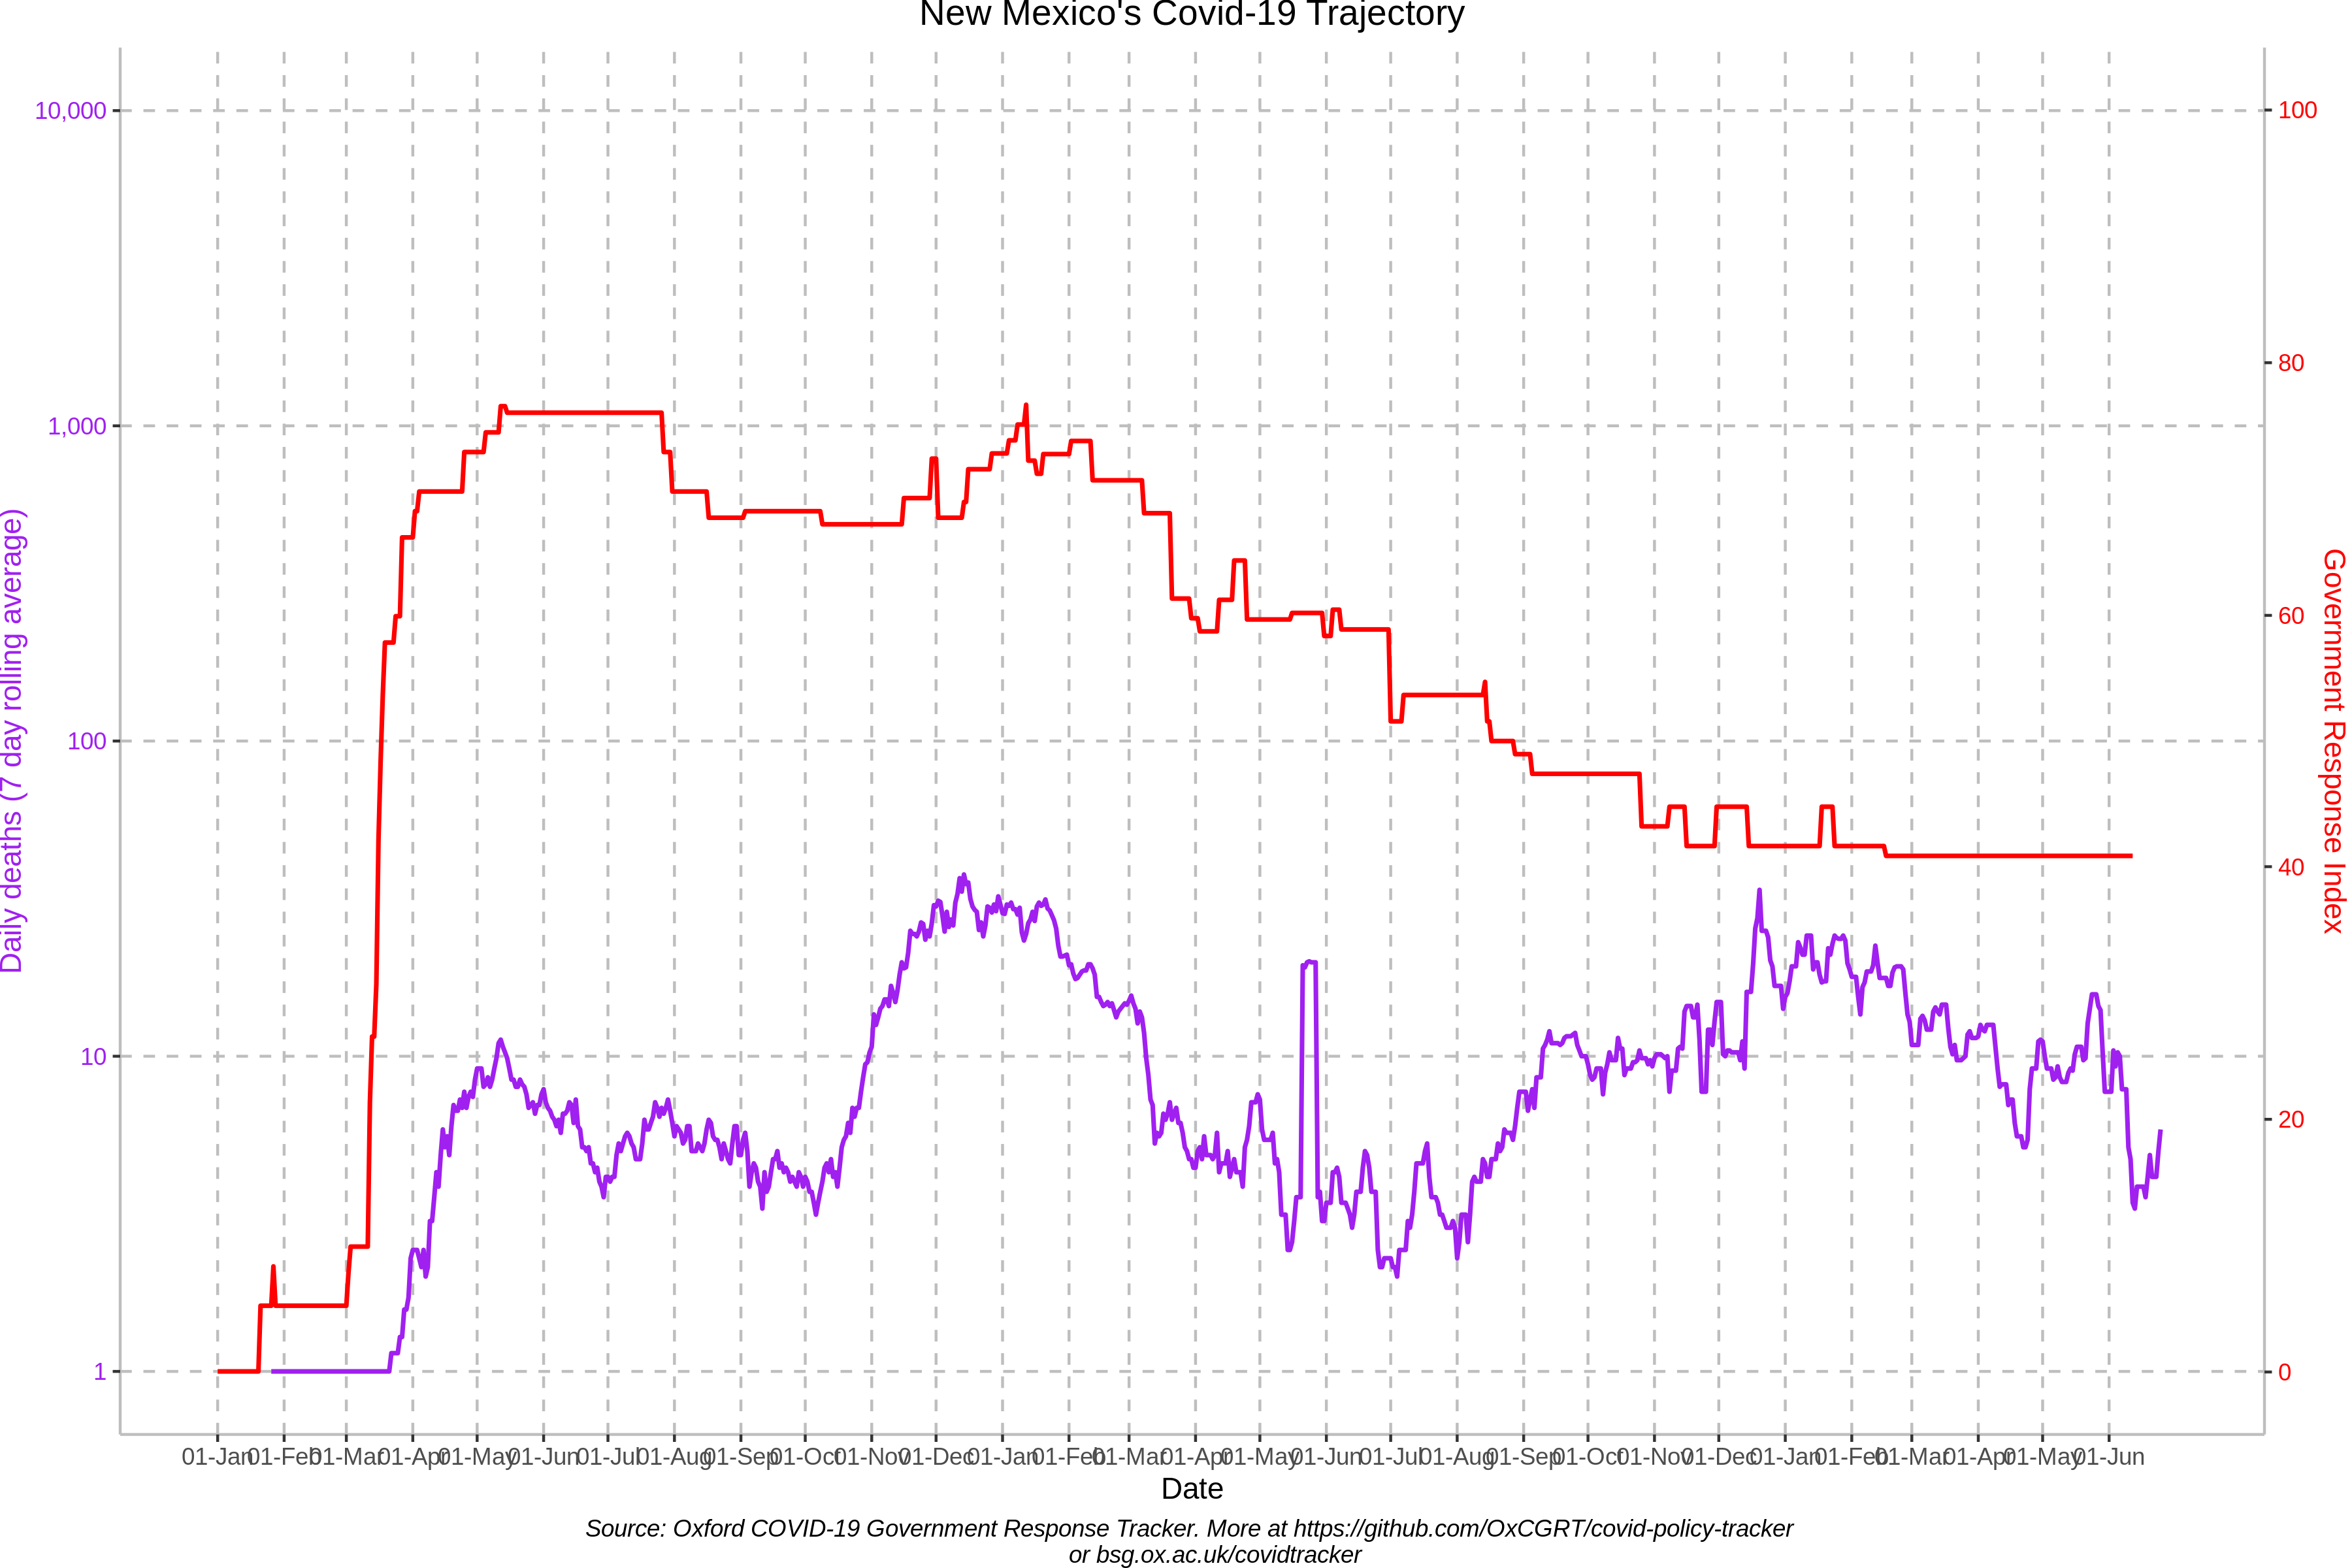 New Mexico's Covid-19 Trajectory
10,000
1,000
100
10
1
Daily deaths (7 day rolling average)
100
80
60
40
20
0
Government Response Index
01-Jan 01-Feb 01-Mar 01-Apr 01-May 01-Jun 01-Jul 01-Aug 01-Sep 01-Oct 01-Nov 01-Dec 01-Jan 01-Feb 01-Mar 01-Apr 01-May 01-Jun 01-Jul 01-Aug 01-Sep 01-Oct 01-Nov 01-Dec 01-Jan 01-Feb 01-Mar 01-Apr 01-May 01-Jun
Date
Source: Oxford COVID-19 Government Response Tracker. More at https://github.com/OxCGRT/covid-policy-tracker
or bsg.ox.ac.uk/covidtracker